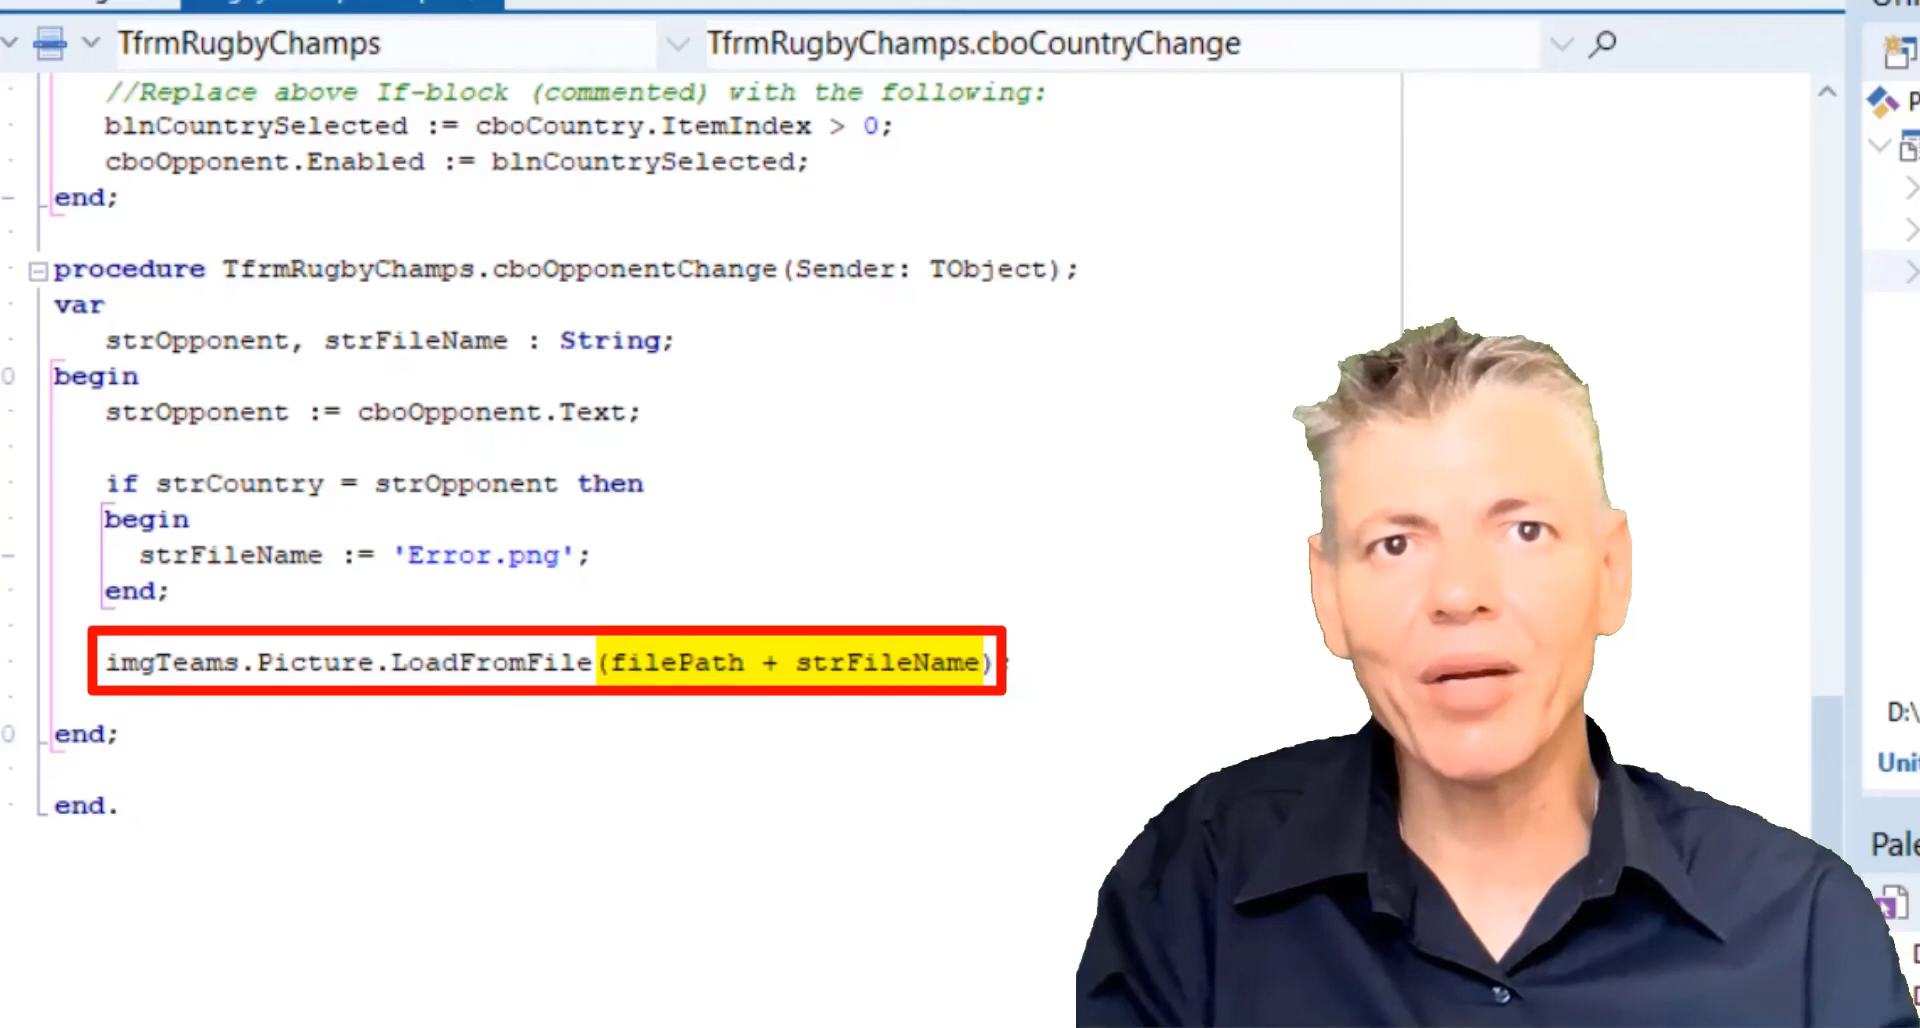 TfrmRugbyChamps
TfrmRugbyChamps.cboCountryChange
//Replace above If-block (commented) with the following:
blnCountrySelected := cboCountry.ItemIndex > 0;
cboOpponent.Enabled := blnCountrySelected;
end;
procedure TfrmRugbyChamps.cboOpponentChange(Sender: TObject);
var
strOpponent, strFileName : String;
begin
strOpponent := cboOpponent.Text;
if strCountry = strOpponent then
begin
strFileName := 'Error.png';
end;
imgTeams.Picture.LoadFromFile(filePath + strFileName);
end;
end.
D:\
Unit
Pale